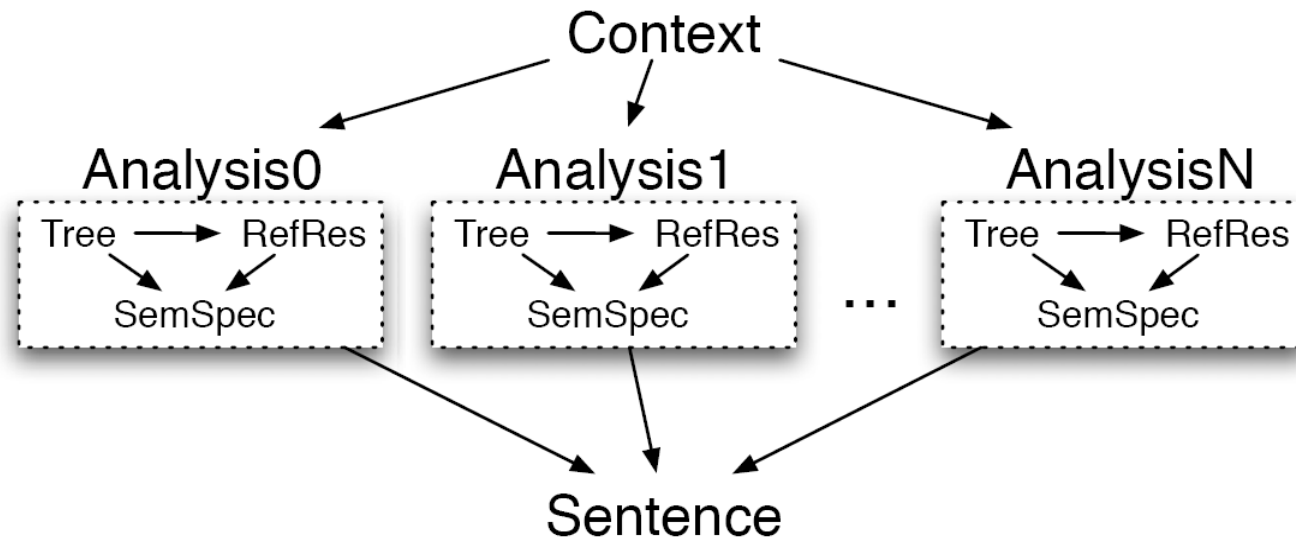 Context
Analysis0 Analysis1 AnalysisN
Tree RefRes Tree RefRes Tree RefRes
SemSpec SemSpec ... SemSpec
Sentence